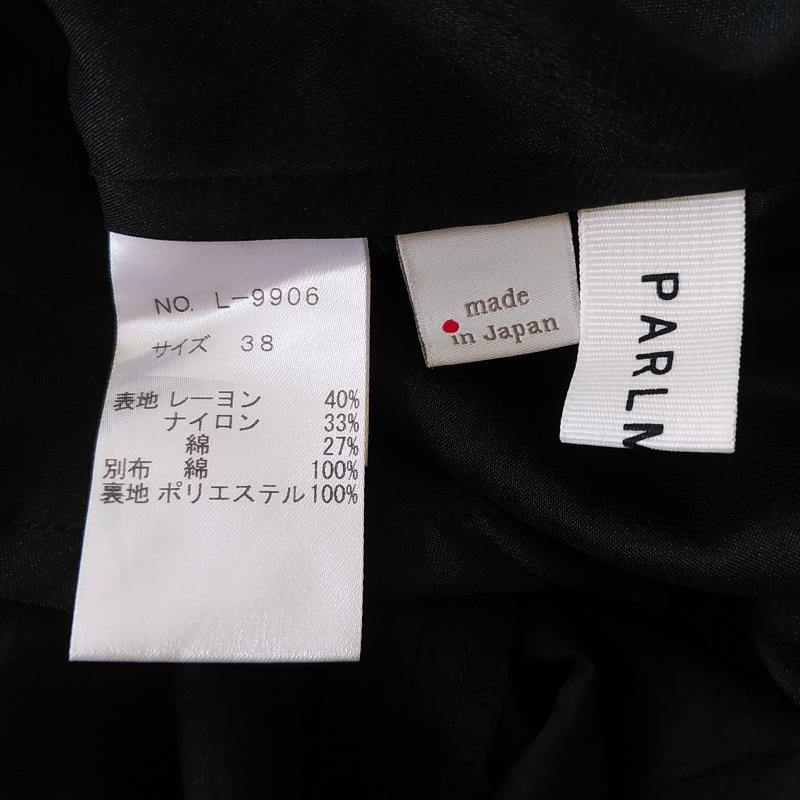 NO. L-9906
サイズ 38
表地 レーヨン 40%
ナイロン 33%
綿 27%
別布 綿 100%
裏地 ポリエステル 100%
made
in Japan
PARLM